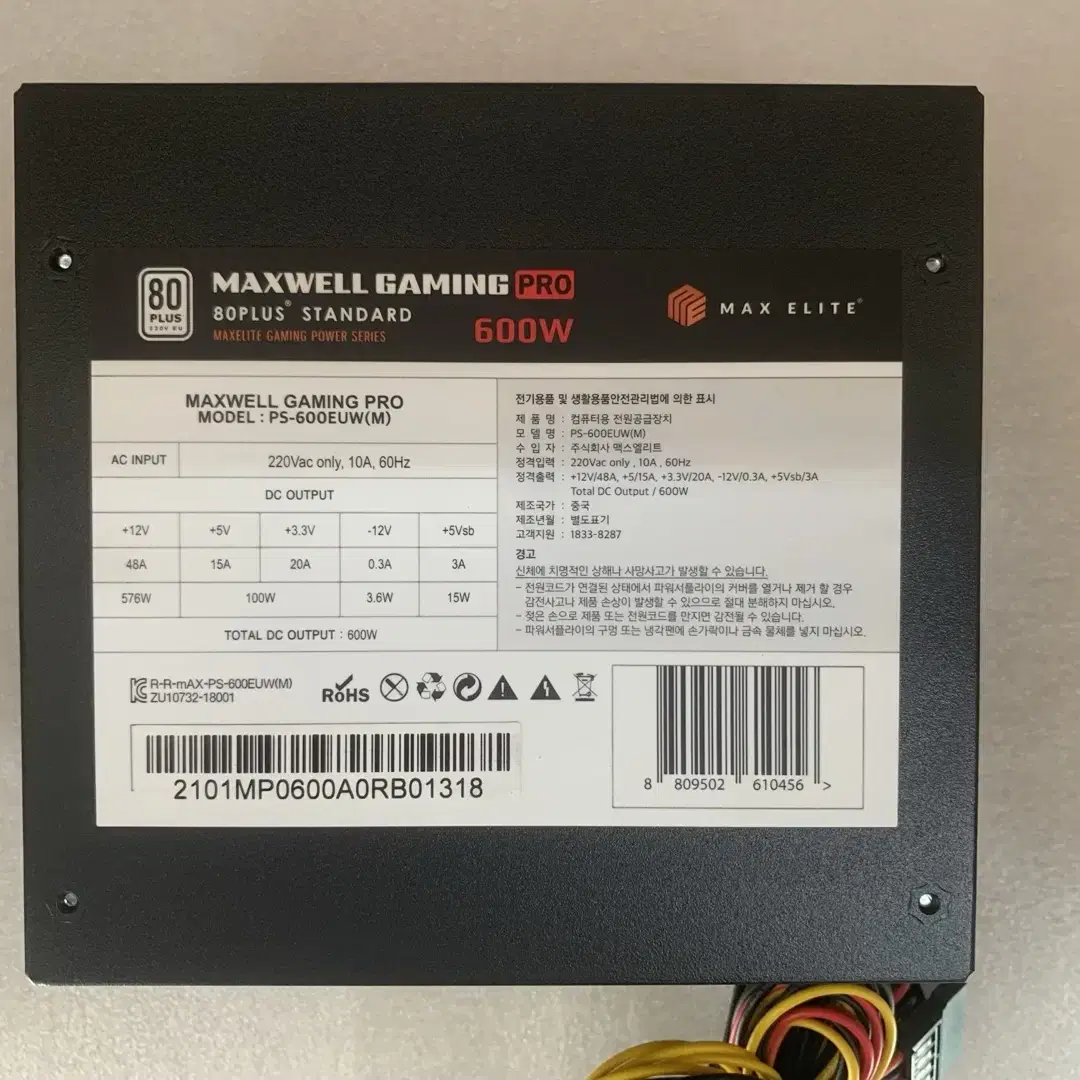 80
PLUS
230V EU
MAXWELL GAMING PRO
80PLUS® STANDARD
600W
MAXELITE GAMING POWER SERIES
MAX ELITE®
MAXWELL GAMING PRO
MODEL : PS-600EUW(M)
AC INPUT 220Vac only, 10A, 60Hz
DC OUTPUT
+12V +5V +3.3V -12V +5Vsb
48A 15A 20A 0.3A 3A
576W 100W 3.6W 15W
TOTAL DC OUTPUT : 600W
전기용품 및 생활용품안전관리법에 의한 표시
제 품 명 : 컴퓨터용 전원공급장치
모 델 명 : PS-600EUW(M)
수 입 자 : 주식회사 맥스엘리트
정격입력 : 220Vac only , 10A , 60Hz
정격출력 : +12V/48A, +5/15A, +3.3V/20A, -12V/0.3A, +5Vsb/3A
Total DC Output / 600W
제조국가 : 중국
제조년월 : 별도표기
고객지원 : 1833-8287
경고
신체에 치명적인 상해나 사망사고가 발생할 수 있습니다.
- 전원코드가 연결된 상태에서 파워서플라이의 커버를 열거나 제거 할 경우
감전사고나 제품 손상이 발생할 수 있으므로 절대 분해하지 마십시오.
- 젖은 손으로 제품 또는 전원코드를 만지면 감전될 수 있습니다.
- 파워서플라이의 구멍 또는 냉각팬에 손가락이나 금속 물체를 넣지 마십시오.
R-R-mAX-PS-600EUW(M)
ZU10732-18001
RoHS
2101MP0600A0RB01318
8 809502 610456 >